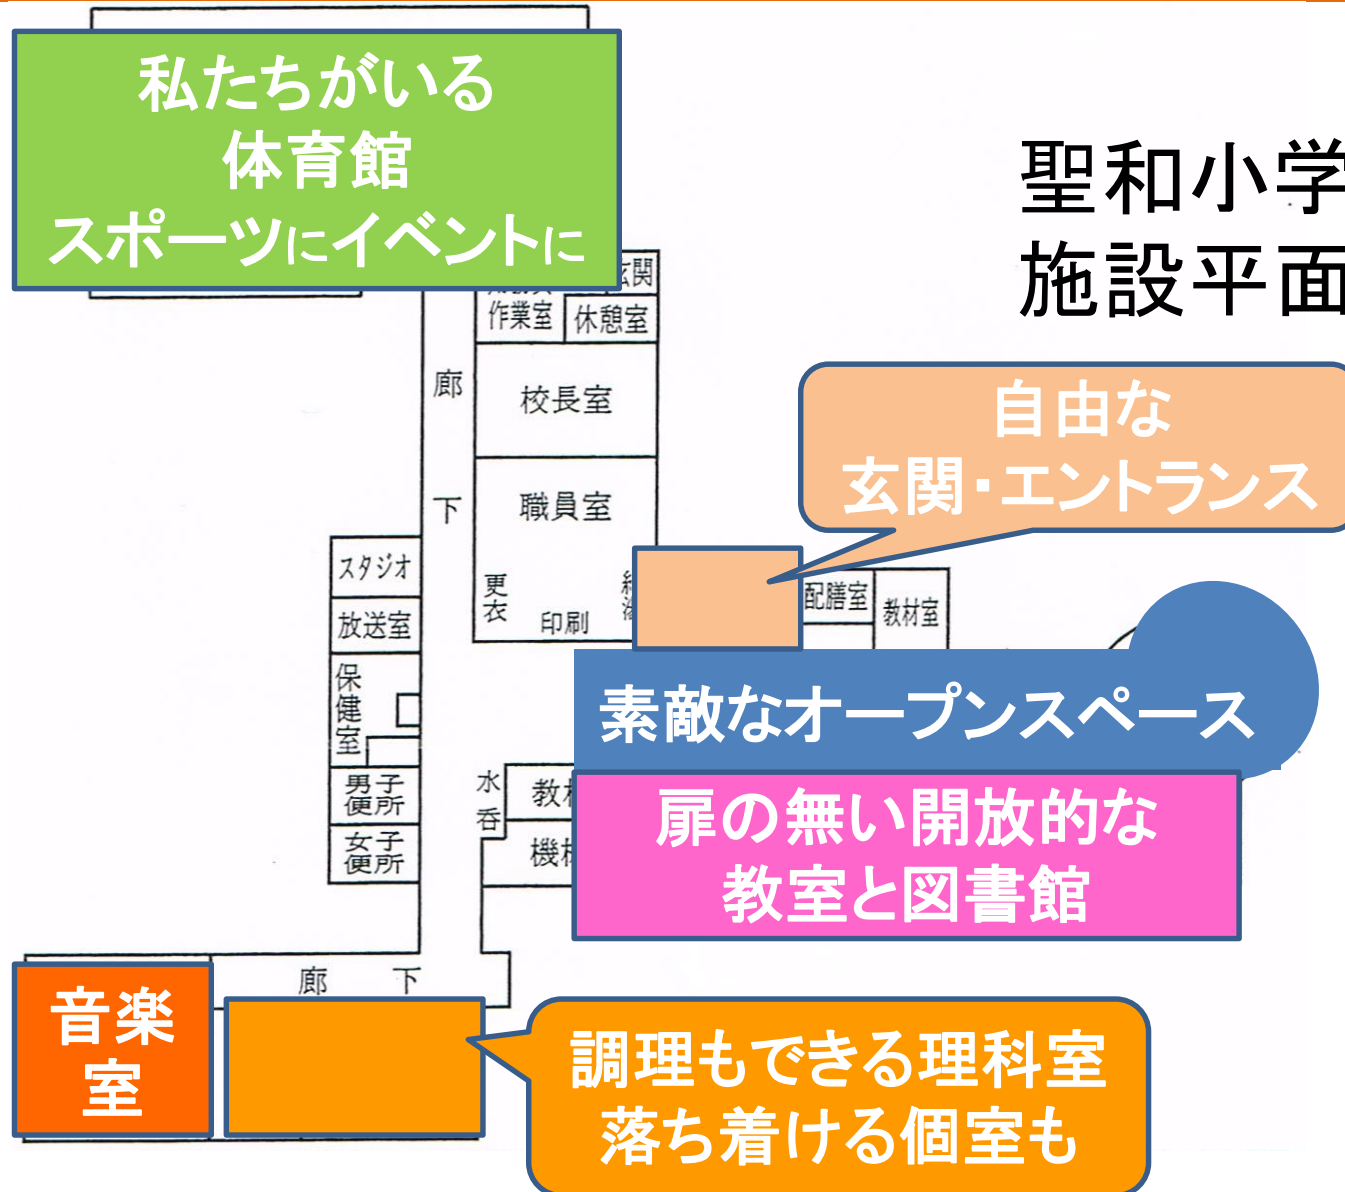 私たちがいる
体育館
スポーツにイベントに
聖和小学
施設平面
玄関
作業室
休憩室
廊下
校長室
職員室
自由な
玄関・エントランス
スタジオ
放送室
保健室
男子
便所
女子
便所
更衣
印刷
配膳室
教材室
素敵なオープンスペース
水呑
教材
機
扉の無い開放的な
教室と図書館
廊下
音楽
室
調理もできる理科室
落ち着ける個室も